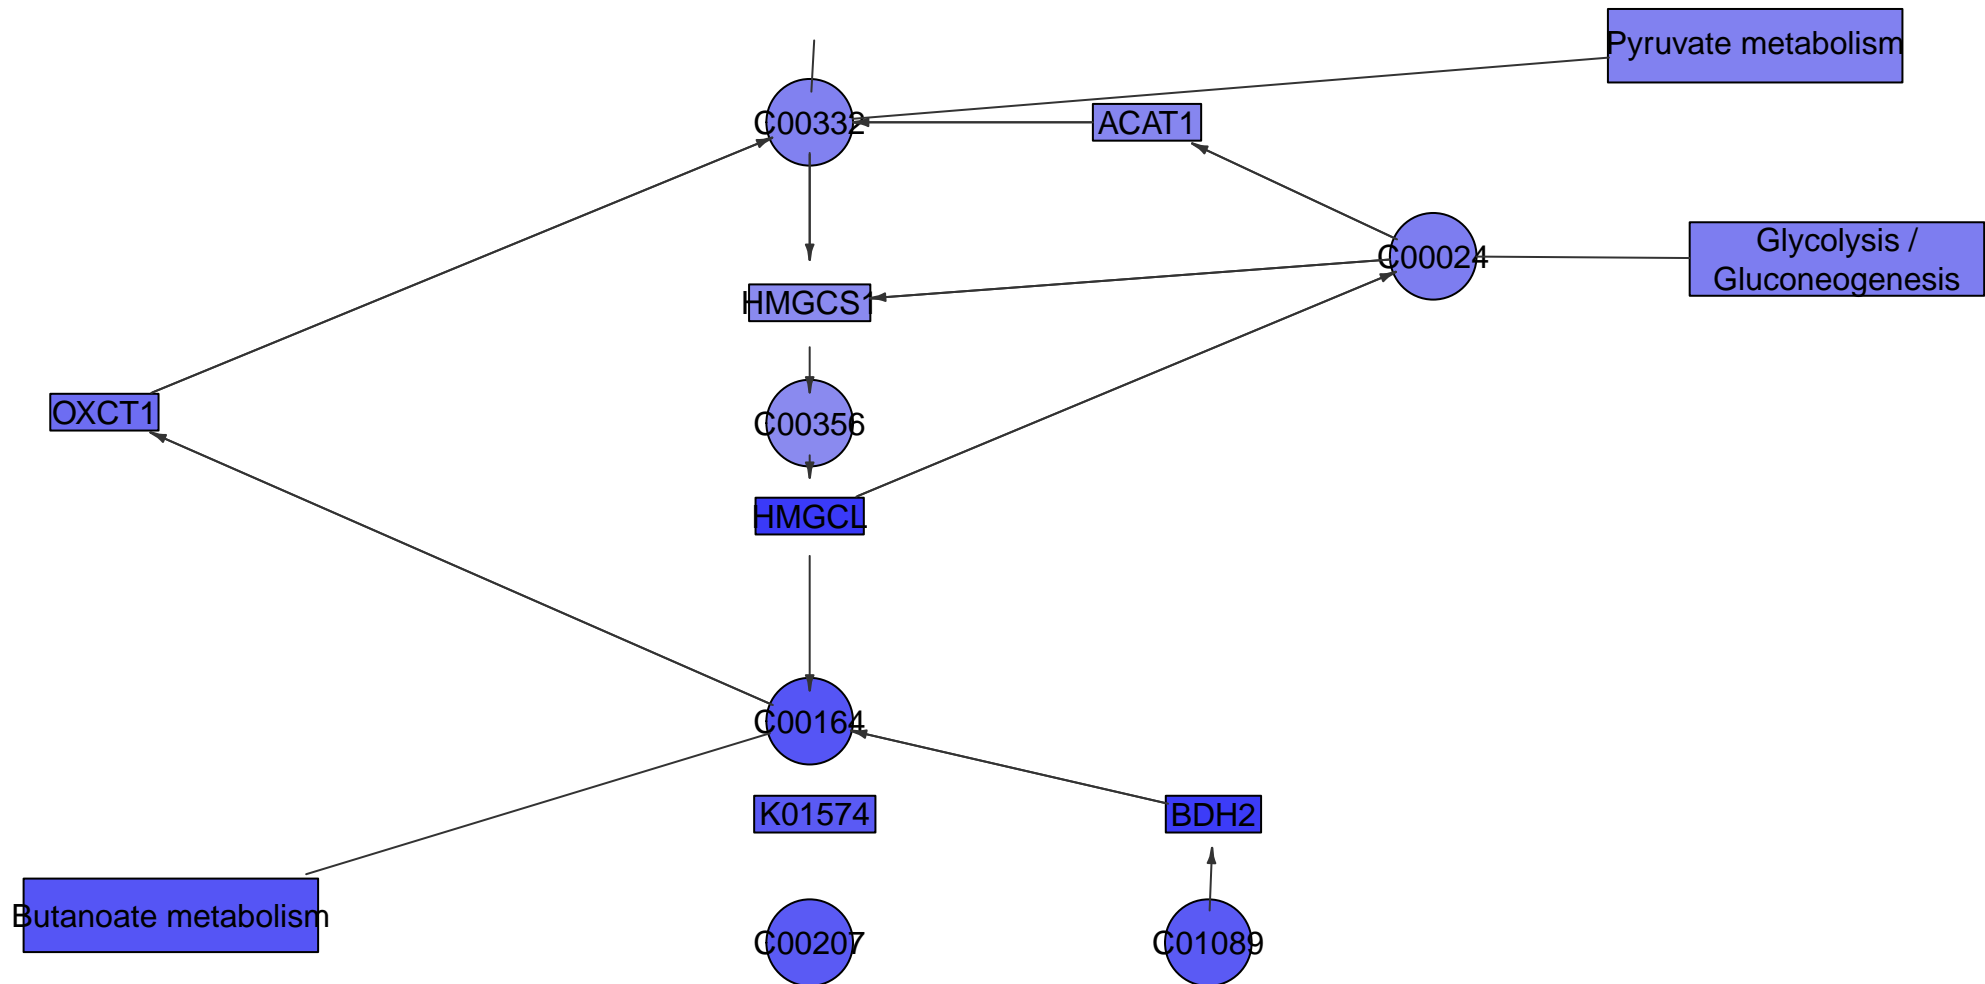 Pyruvate metabolism
C00332
ACAT1
Glycolysis /
Gluconeogenesis
C00024
HMGCS1
OXCT1
C00356
HMGCL
C00164
K01574
BDH2
Butanoate metabolism
C00207
C01089